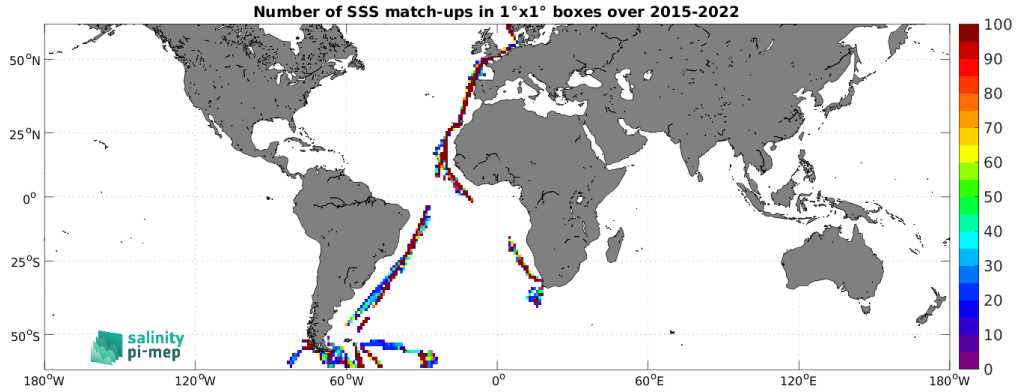 Number of SSS match-ups in 1°x1° boxes over 2015-2022
100
90
80
70
60
50
40
30
20
10
0
50°N
25°N
0°
25°S
50°S
salinity
pi-mep
180°W
120°W
60°W
0°
60°E
120°E
180°W